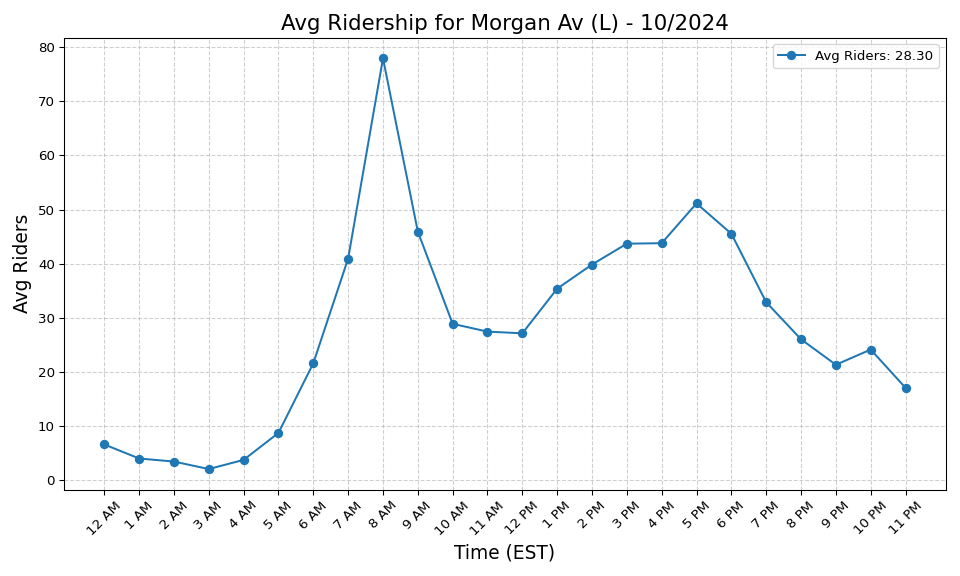 Avg Ridership for Morgan Av (L) - 10/2024
Avg Riders: 28.30
Avg Riders
80
70
60
50
40
30
20
10
0
12 AM
1 AM
2 AM
3 AM
4 AM
5 AM
6 AM
7 AM
8 AM
9 AM
10 AM
11 AM
12 PM
1 PM
2 PM
3 PM
4 PM
5 PM
6 PM
7 PM
8 PM
9 PM
10 PM
11 PM
Time (EST)